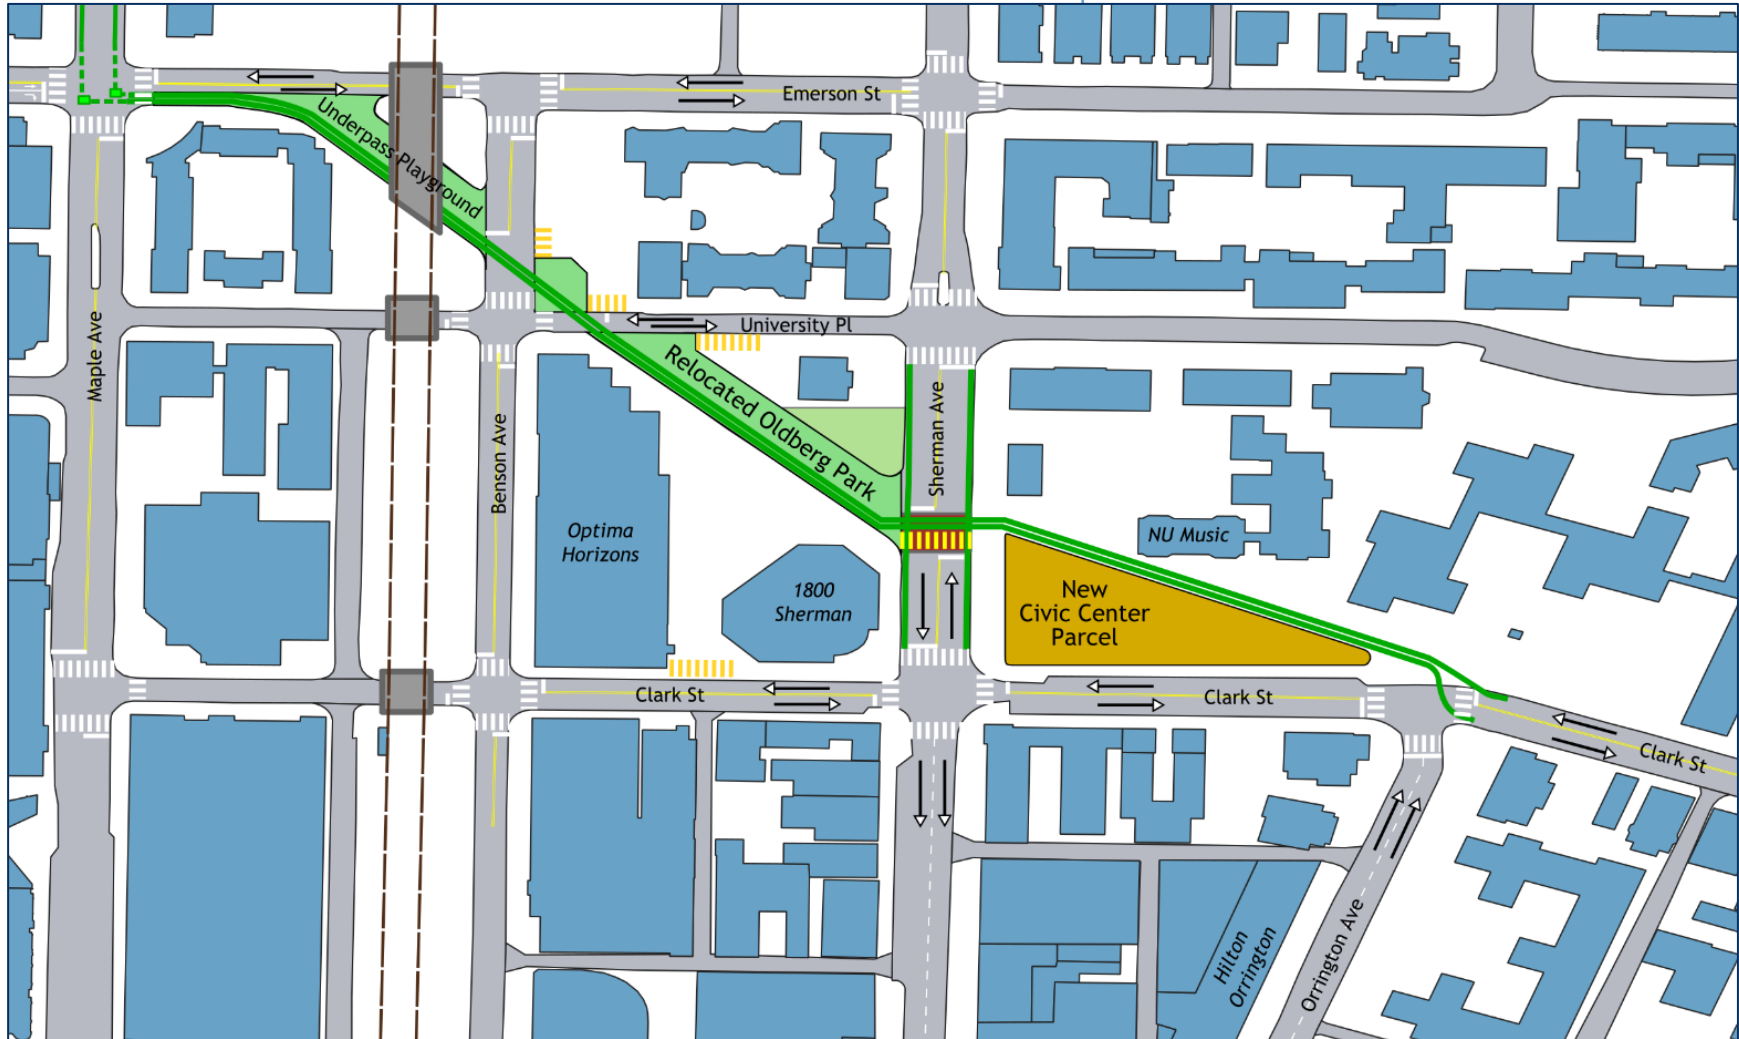 Emerson St
Underpass Playground
University Pl
Maple Ave
Relocated Oldberg Park
Sherman Ave
Benson Ave
Optima
Horizons
NU Music
1800
Sherman
New
Civic Center
Parcel
Clark St
Clark St
Clark St
Hilton
Orrington
Orrington Ave